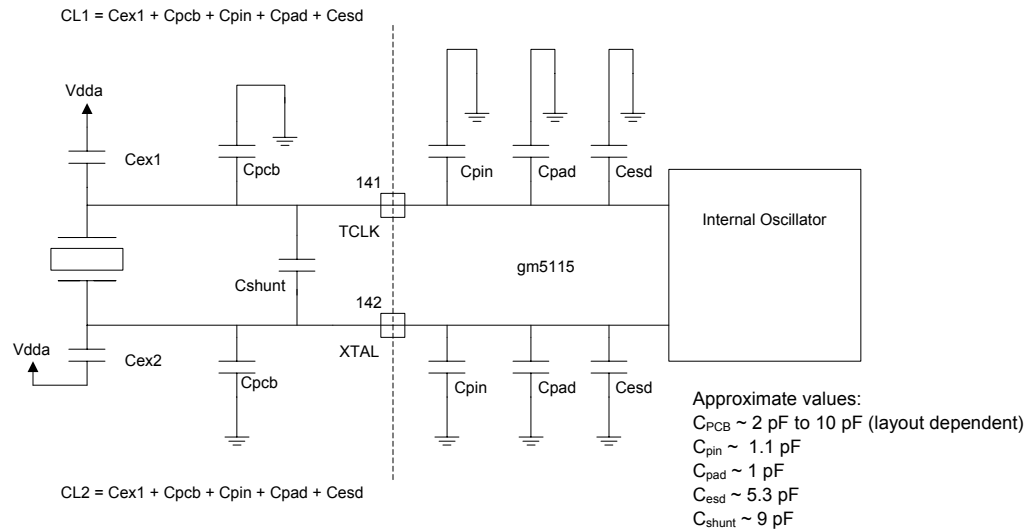 CL1 = Cex1 + Cpcb + Cpin + Cpad + Cesd
Vdda
Cex1
Cpcb
Cpin
Cpad
Cesd
141
TCLK
Internal Oscillator
gm5115
Cshunt
142
XTAL
Vdda
Cex2
Cpcb
Cpin
Cpad
Cesd
Approximate values:
CPCB ~ 2 pF to 10 pF (layout dependent)
Cpin ~ 1.1 pF
Cpad ~ 1 pF
Cesd ~ 5.3 pF
Cshunt ~ 9 pF
CL2 = Cex1 + Cpcb + Cpin + Cpad + Cesd